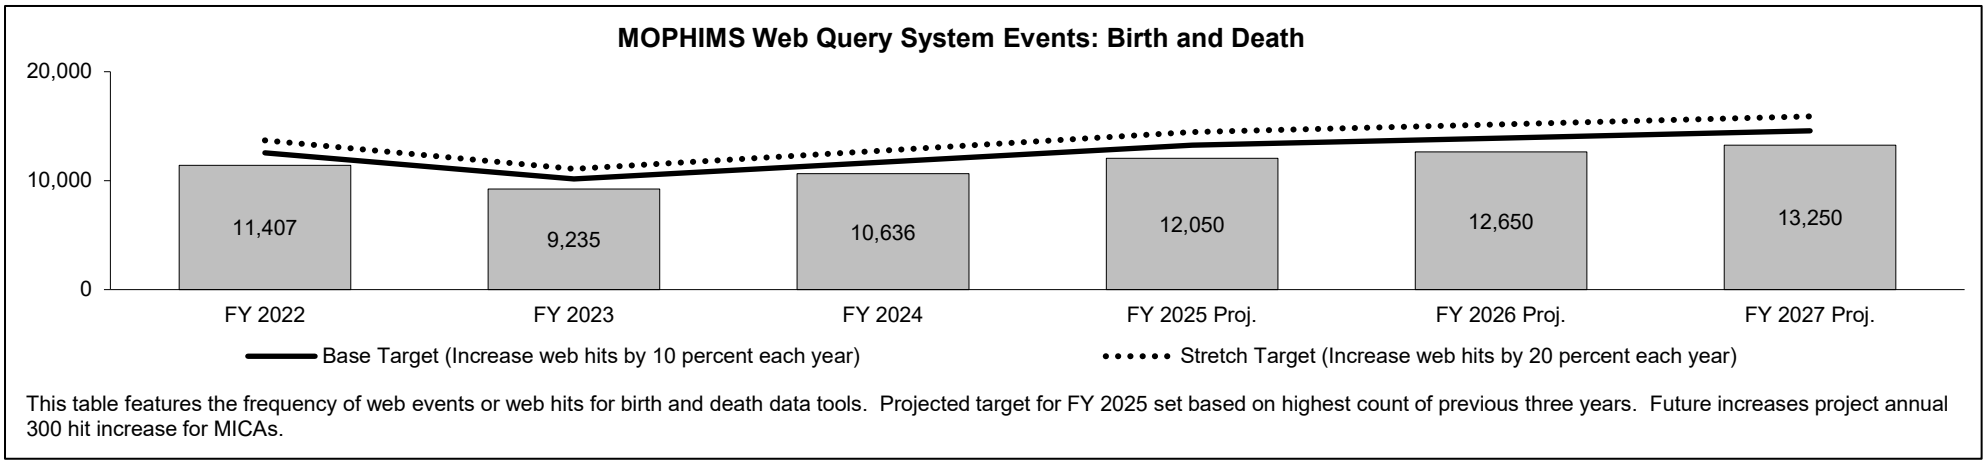 MOPHIMS Web Query System Events: Birth and Death
20,000
10,000
0
11,407
9,235
10,636
12,050
12,650
13,250
FY 2022
FY 2023
FY 2024
FY 2025 Proj.
FY 2026 Proj.
FY 2027 Proj.
Base Target (Increase web hits by 10 percent each year)
Stretch Target (Increase web hits by 20 percent each year)
This table features the frequency of web events or web hits for birth and death data tools.  Projected target for FY 2025 set based on highest count of previous three years.  Future increases project annual
300 hit increase for MICAs.